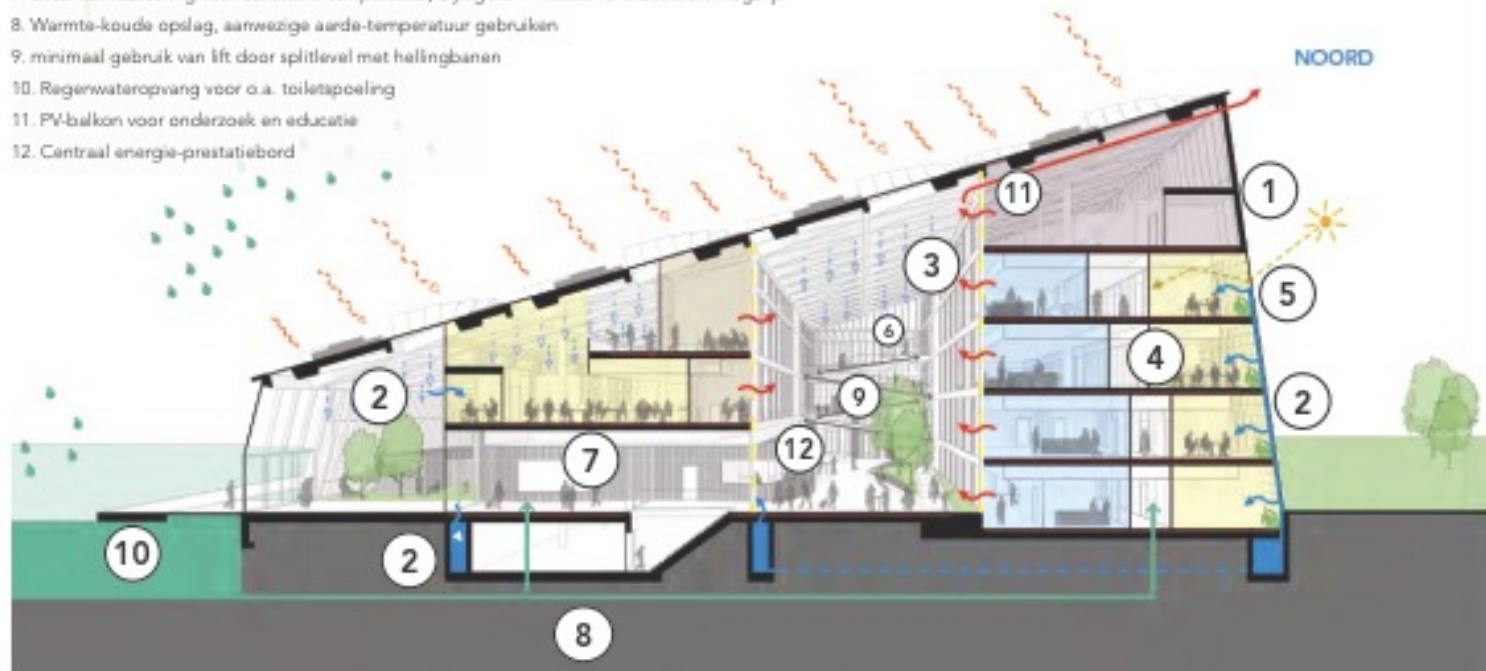 8. Warmte-koude opslag, aanwezige aarde-temperatuur gebruiken
9. minimaal gebruik van lift door splitlevel met hellingbanen
10. Regenwateropvang voor o.a. toiletspoeling
11. PV-balkon voor onderzoek en educatie
12. Centraal energie-prestatiebord
NOORD
1
11
3
5
6
4
2
2
9
7
12
10
2
8